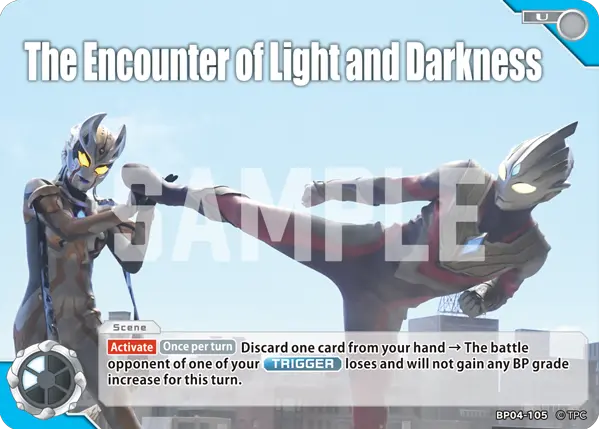 U
The Encounter of Light and Darkness
SAMPLE
Scene
Activate Once per turn Discard one card from your hand → The battle
opponent of one of your TRIGGER loses and will not gain any BP grade
increase for this turn.
BP04-105 ©TPC